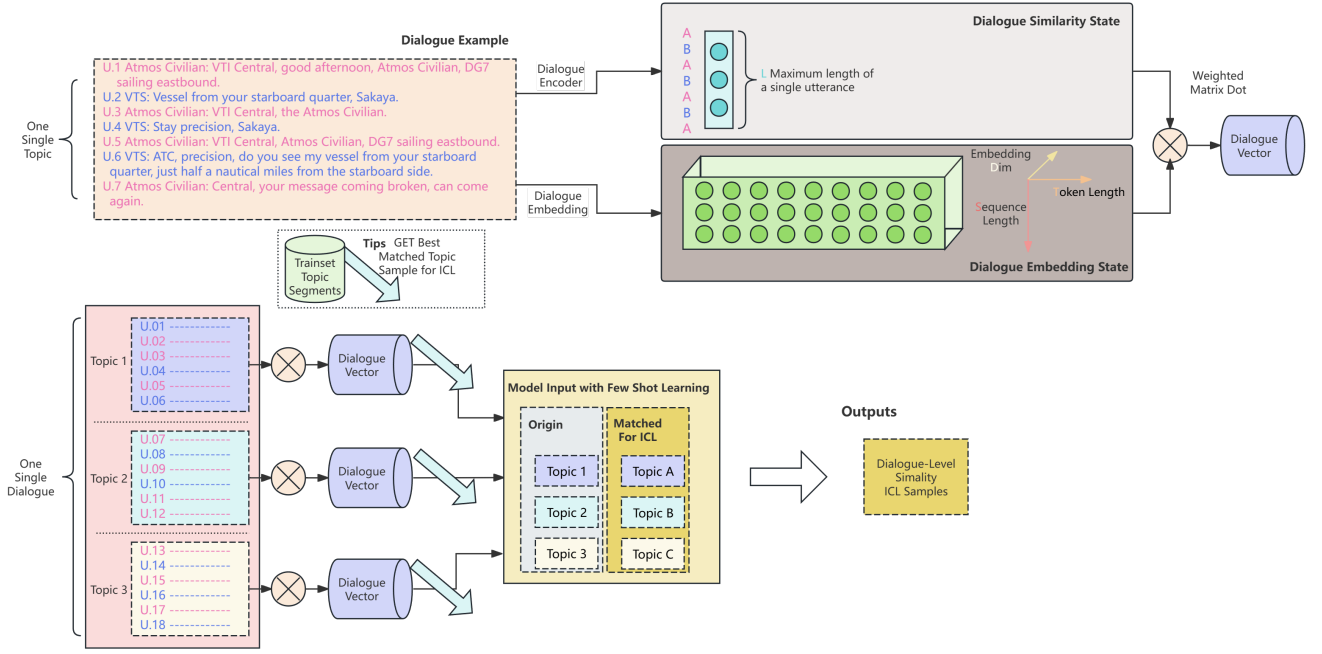 Dialogue Example
One
Single
Topic
U.1 Atmos Civilian: VTI Central, good afternoon, Atmos Civilian, DG7
sailing eastbound.
U.2 VTS: Vessel from your starboard quarter, Sakaya.
U.3 Atmos Civilian: VTI Central, the Atmos Civilian.
U.4 VTS: Stay precision, Sakaya.
U.5 Atmos Civilian: VTI Central, Atmos Civilian, DG7 sailing eastbound.
U.6 VTS: ATC, precision, do you see my vessel from your starboard
quarter, just half a nautical miles from the starboard side.
U.7 Atmos Civilian: Central, your message coming broken, can come
again.
Dialogue
Encoder
Dialogue
Embedding
Dialogue Similarity State
A
B
A
B
A
B
A
L Maximum length of
a single utterance
Embedding
Dim
Token Length
Sequence
Length
Dialogue Embedding State
Weighted
Matrix Dot
Dialogue
Vector
Trainset
Topic
Segments
Tips GET Best
Matched Topic
Sample for ICL
One
Single
Dialogue
Topic 1
U.01 -------------
U.02 -------------
U.03 -------------
U.04 -------------
U.05 -------------
U.06 -------------
Topic 2
U.07 -------------
U.08 -------------
U.09 -------------
U.10 -------------
U.11 -------------
U.12 -------------
Topic 3
U.13 -------------
U.14 -------------
U.15 -------------
U.16 -------------
U.17 -------------
U.18 -------------
Dialogue
Vector
Dialogue
Vector
Dialogue
Vector
Model Input with Few Shot Learning
Origin
Topic 1
Topic 2
Topic 3
Matched
For ICL
Topic A
Topic B
Topic C
Outputs
Dialogue-Level
Simality
ICL Samples